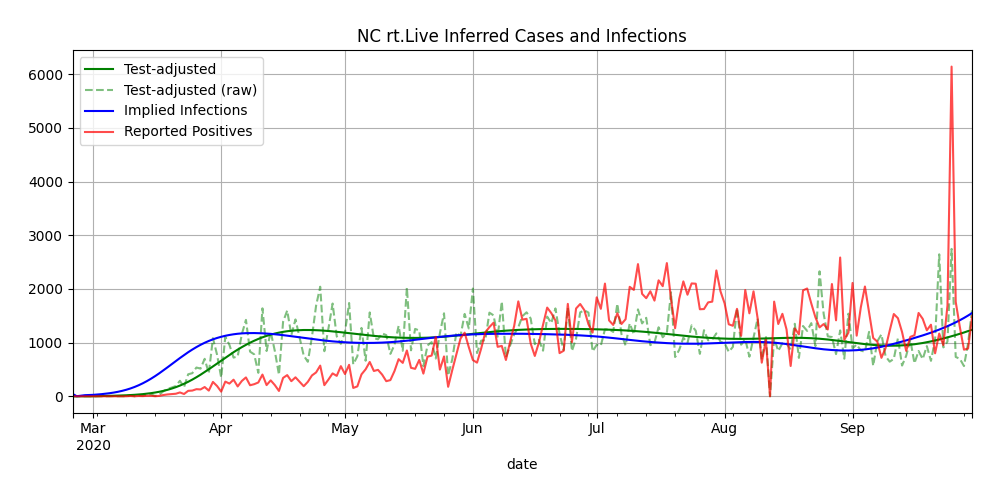 NC rt.Live Inferred Cases and Infections
Test-adjusted
Test-adjusted (raw)
Implied Infections
Reported Positives
6000
5000
4000
3000
2000
1000
0
Mar Apr May Jun Jul Aug Sep
2020
date